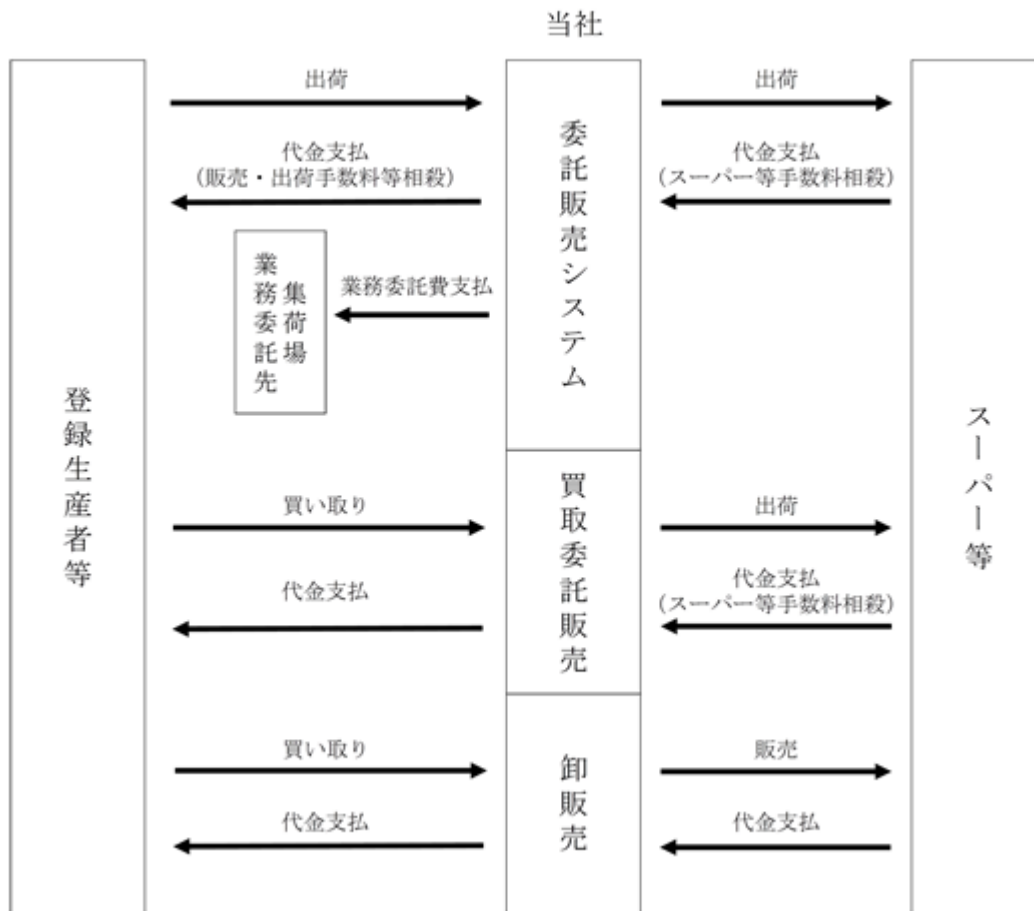 当社
登録生産者等
出荷
代金支払
(販売・出荷手数料等相殺)
集荷場
業務委託先
業務委託費支払
委託販売システム
出荷
代金支払
(スーパー等手数料相殺)
買い取り
代金支払
買取委託販売
出荷
代金支払
(スーパー等手数料相殺)
買い取り
代金支払
卸販売
販売
代金支払
スーパー等